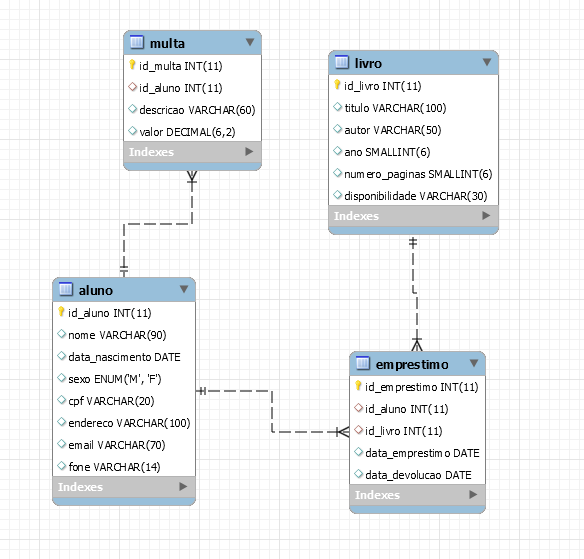 multa
id_multa INT(11)
id_aluno INT(11)
descricao VARCHAR(60)
valor DECIMAL(6,2)
Indexes
livro
id_livro INT(11)
titulo VARCHAR(100)
autor VARCHAR(50)
ano SMALLINT(6)
numero_paginas SMALLINT(6)
disponibilidade VARCHAR(30)
Indexes
aluno
id_aluno INT(11)
nome VARCHAR(90)
data_nascimento DATE
sexo ENUM('M', 'F')
cpf VARCHAR(20)
endereco VARCHAR(100)
email VARCHAR(70)
fone VARCHAR(14)
Indexes
emprestimo
id_emprestimo INT(11)
id_aluno INT(11)
id_livro INT(11)
data_emprestimo DATE
data_devolucao DATE
Indexes